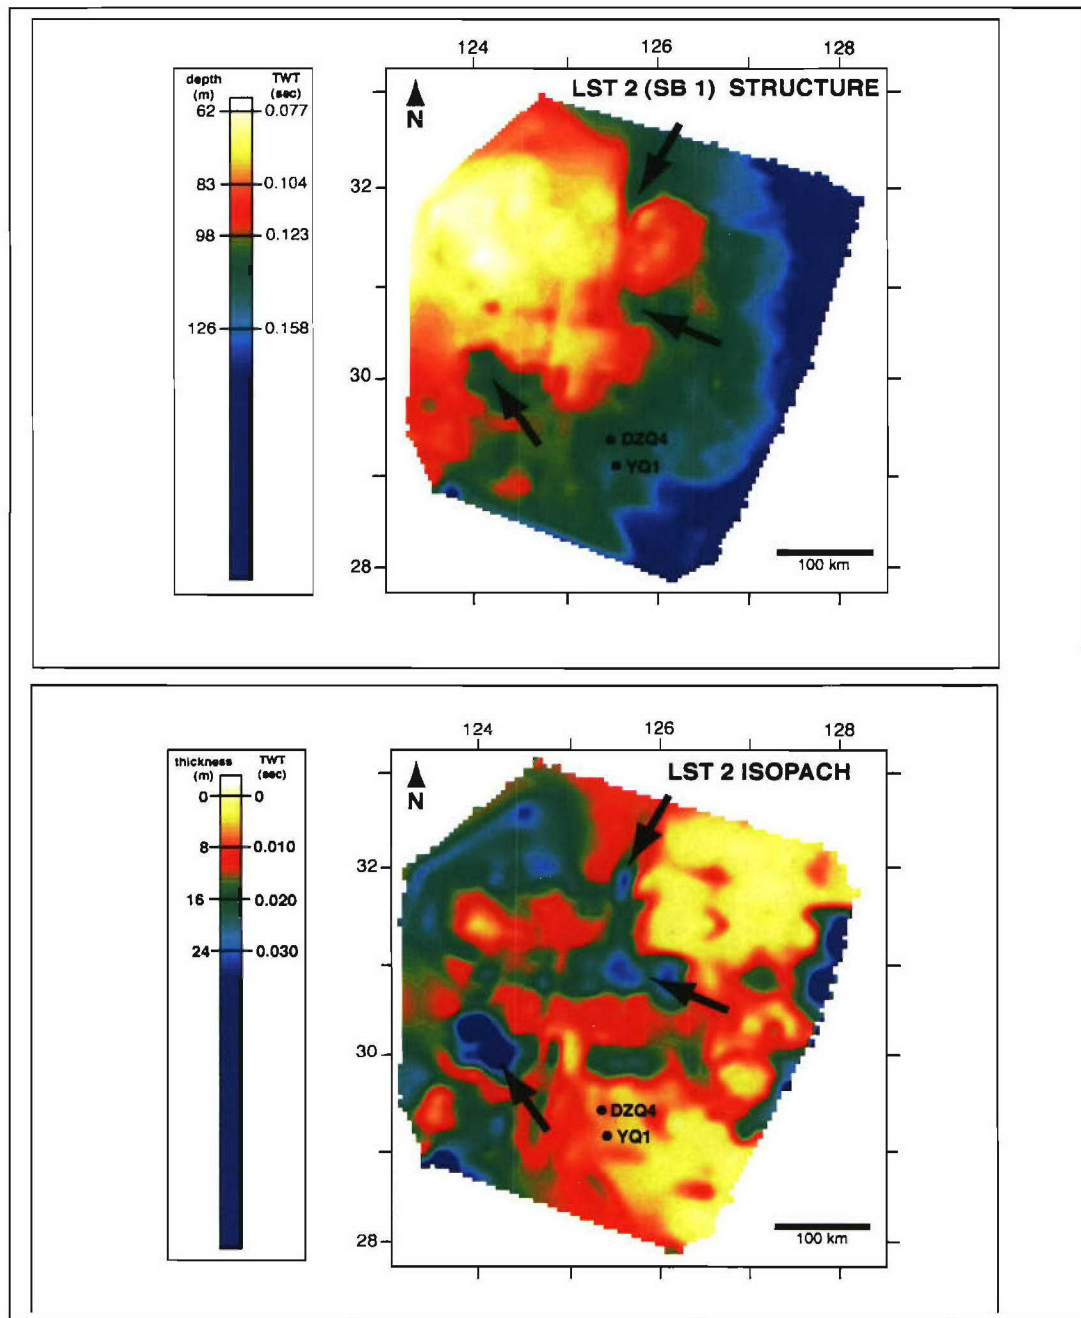 124 126 128
depth TWT
(m) (sec)
LST 2 (SB 1) STRUCTURE
62 0.077
N
32
83 0.104
98 0.123
126 0.158
30
DZQ4
YQ1
100 km
28
124 126 128
thickness TWT
(m) (sec)
LST 2 ISOPACH
0 0
N
8 0.010
32
16 0.020
24 0.030
30
DZQ4
YQ1
100 km
28